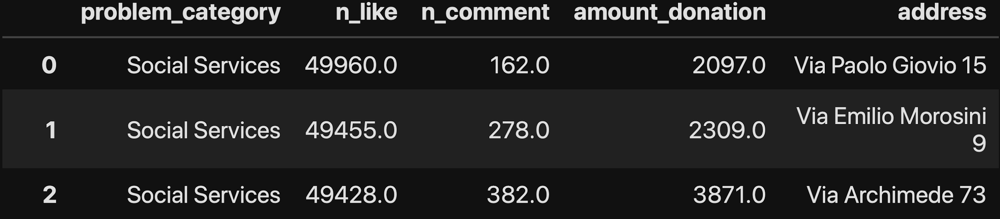 problem_category n_like n_comment amount_donation address
0 Social Services 49960.0 162.0 2097.0 Via Paolo Giovio 15
1 Social Services 49455.0 278.0 2309.0 Via Emilio Morosini
9
2 Social Services 49428.0 382.0 3871.0 Via Archimede 73